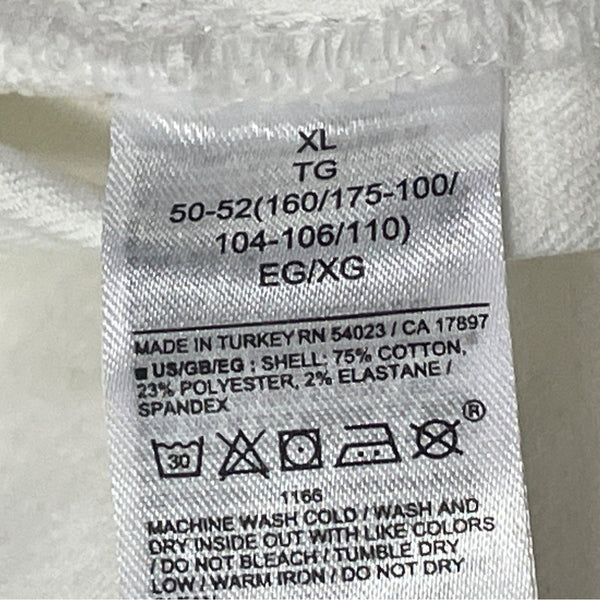 XL
TG
50-52(160/175-100/
104-106/110)
EG/XG
MADE IN TURKEY RN 54023 / CA 17897
■ US/GB/EG : SHELL: 75% COTTON,
23% POLYESTER, 2% ELASTANE /
SPANDEX
30 ®
1166
MACHINE WASH COLD / WASH AND
DRY INSIDE OUT WITH LIKE COLORS
/ DO NOT BLEACH / TUMBLE DRY
LOW / WARM IRON / DO NOT DRY